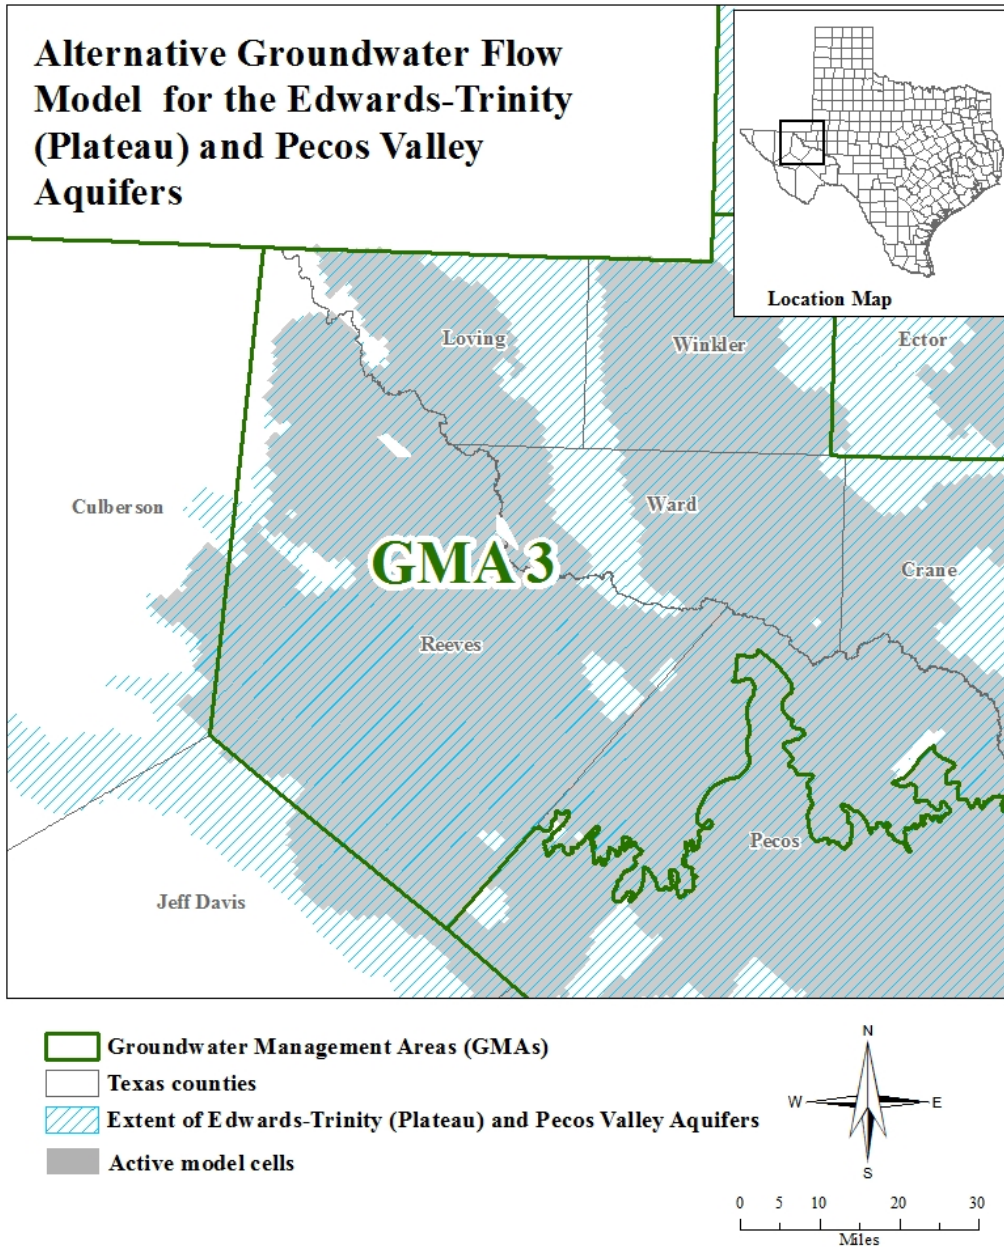 Alternative Groundwater Flow
Model for the Edwards-Trinity
(Plateau) and Pecos Valley
Aquifers
Location Map
Loving
Winkler
Ector
Culberson
Ward
GMA 3
Crane
Reeves
Pecos
Jeff Davis
Groundwater Management Areas (GMAs)
Texas counties
Extent of Edwards-Trinity (Plateau) and Pecos Valley Aquifers
Active model cells
N
W E
S
0 5 10 20 30
Miles